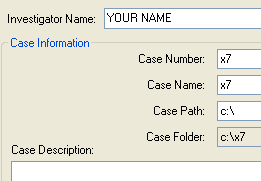 Investigator Name: YOUR NAME
Case Information
Case Number: x7
Case Name: x7
Case Path: c:\
Case Folder: c:\x7
Case Description: